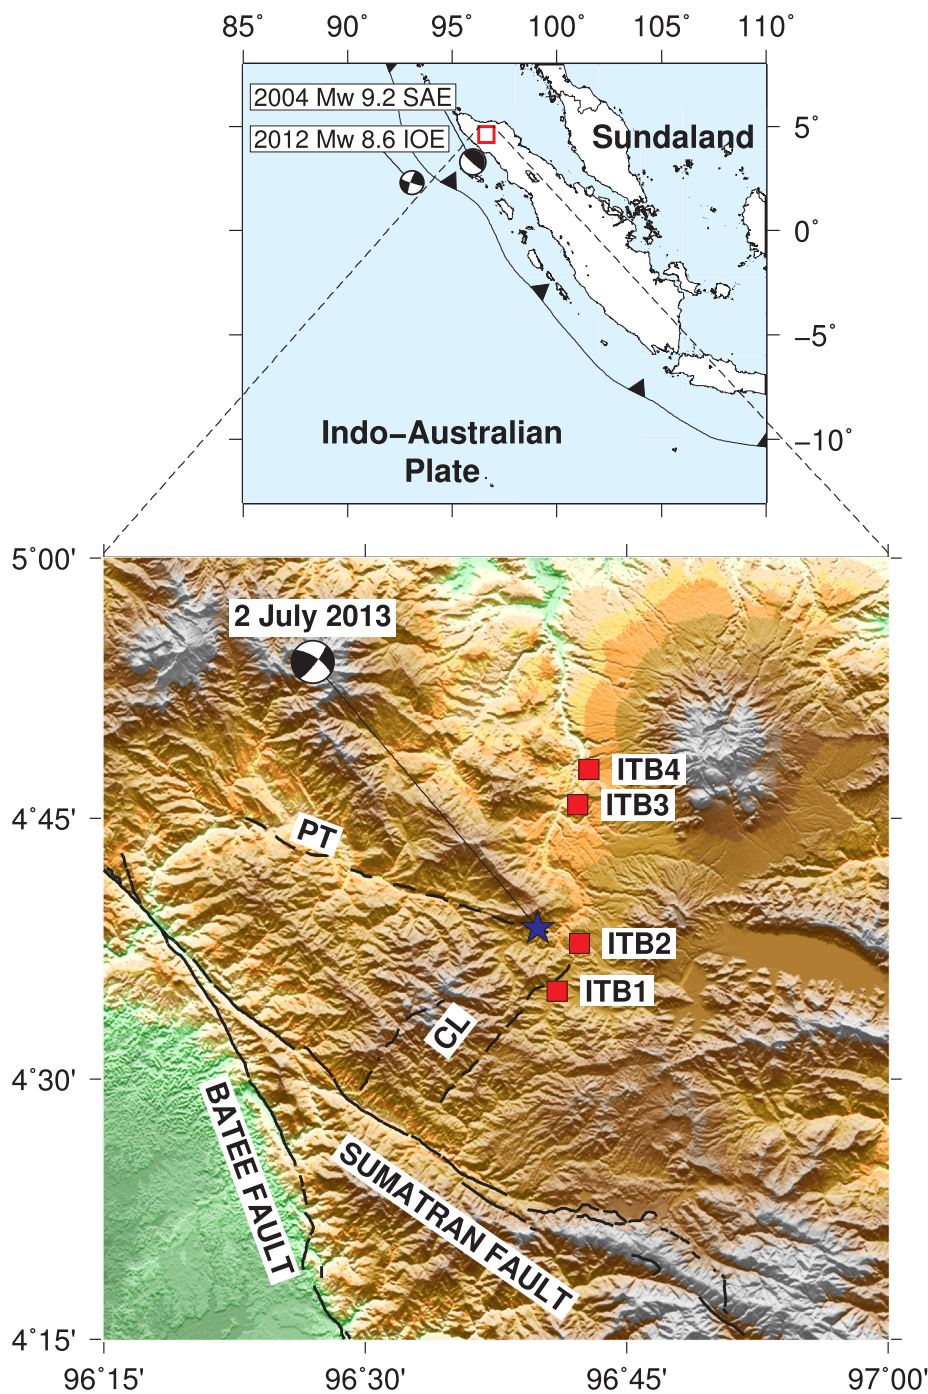 85˚ 90˚ 95˚ 100˚ 105˚ 110˚
2004 Mw 9.2 SAE
2012 Mw 8.6 IOE
Sundaland
5˚
0˚
−5˚
−10˚
Indo−Australian
Plate
5˚00'
2 July 2013
ITB4
ITB3
4˚45'
PT
ITB2
ITB1
CL
4˚30'
BATEE FAULT
SUMATRAN FAULT
4˚15'
96˚15' 96˚30' 96˚45' 97˚00'